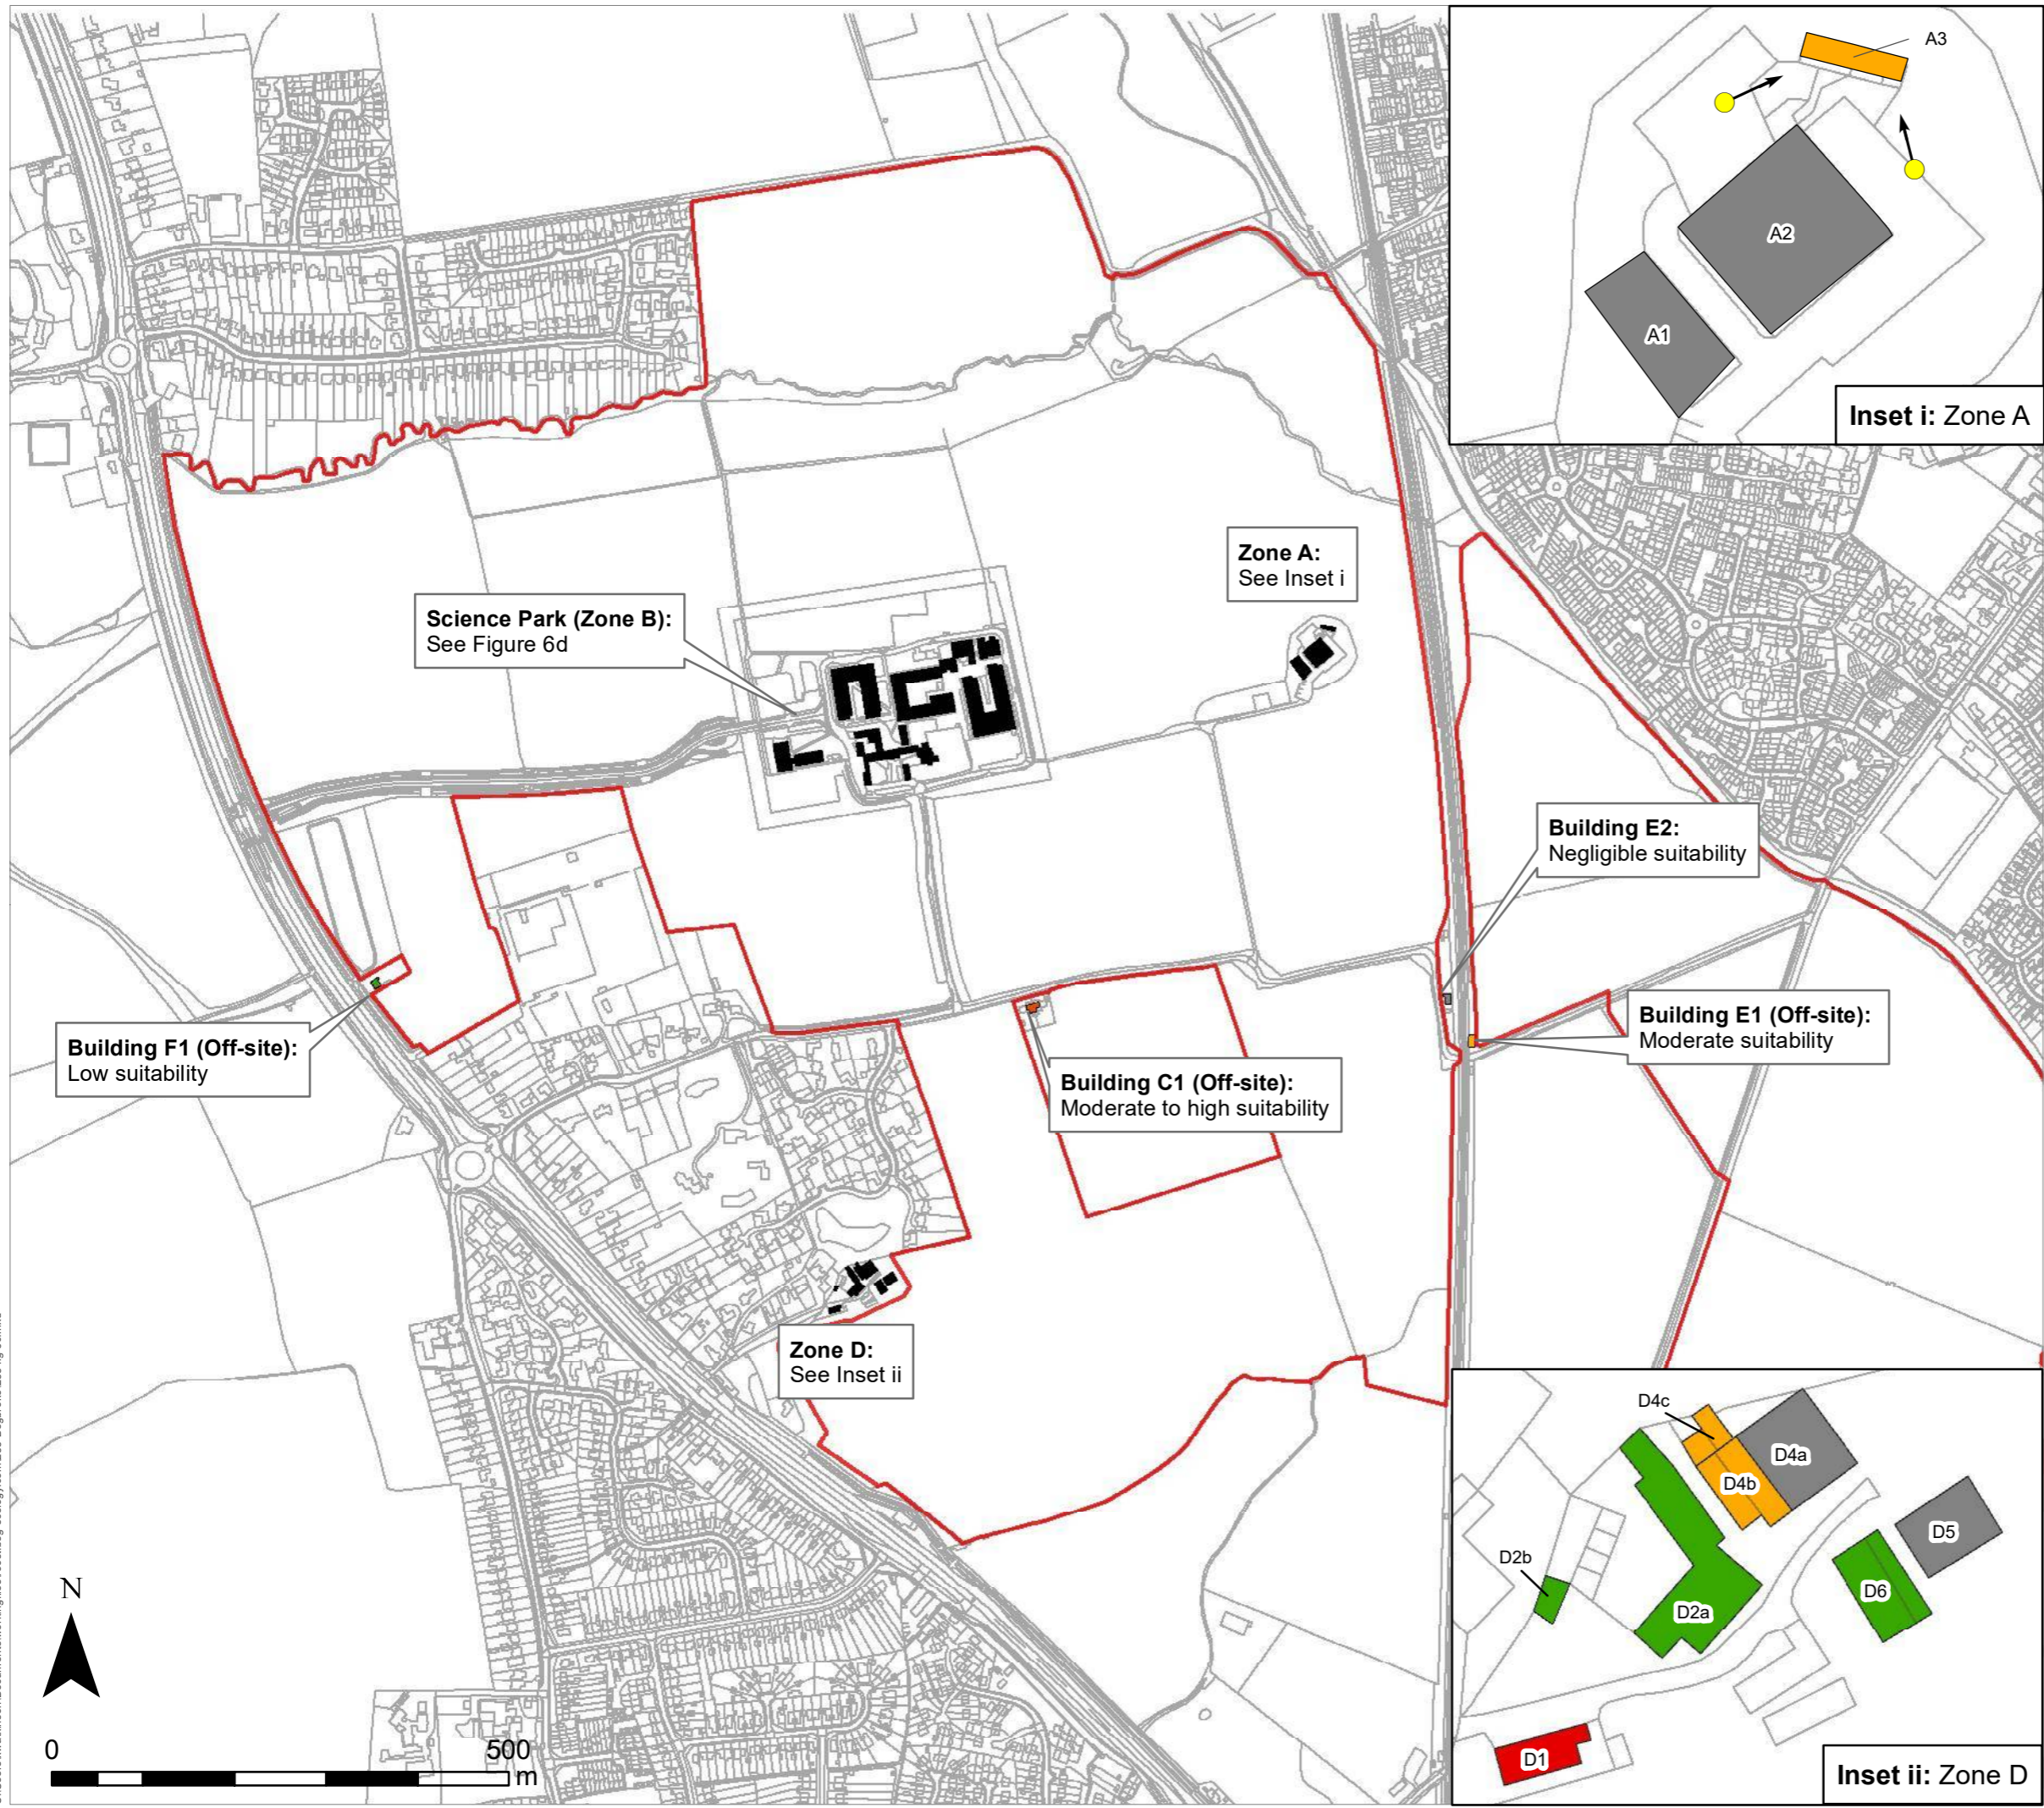 A3
A2
A1
Inset i: Zone A
Zone A:
See Inset i
Science Park (Zone B):
See Figure 6d
Building E2:
Negligible suitability
Building F1 (Off-site):
Low suitability
Building E1 (Off-site):
Moderate suitability
Building C1 (Off-site):
Moderate to high suitability
Zone D:
See Inset ii
D4c
D4a
D4b
D5
D2b
D6
D2a
D1
Inset ii: Zone D
N
0 500
m